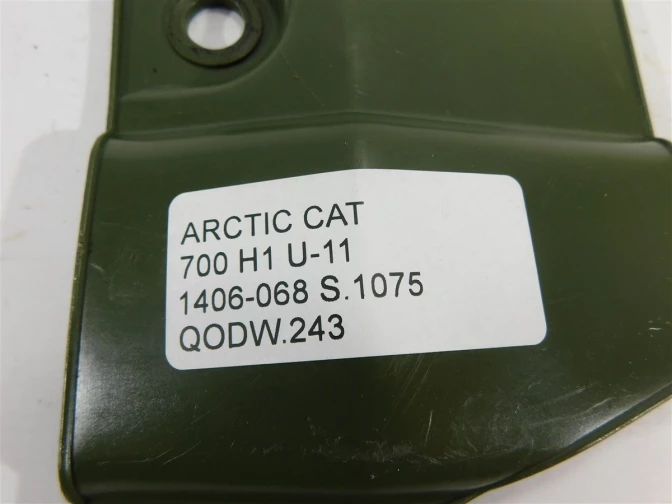 ARCTIC CAT
700 H1 U-11
1406-068 S.1075
QODW.243